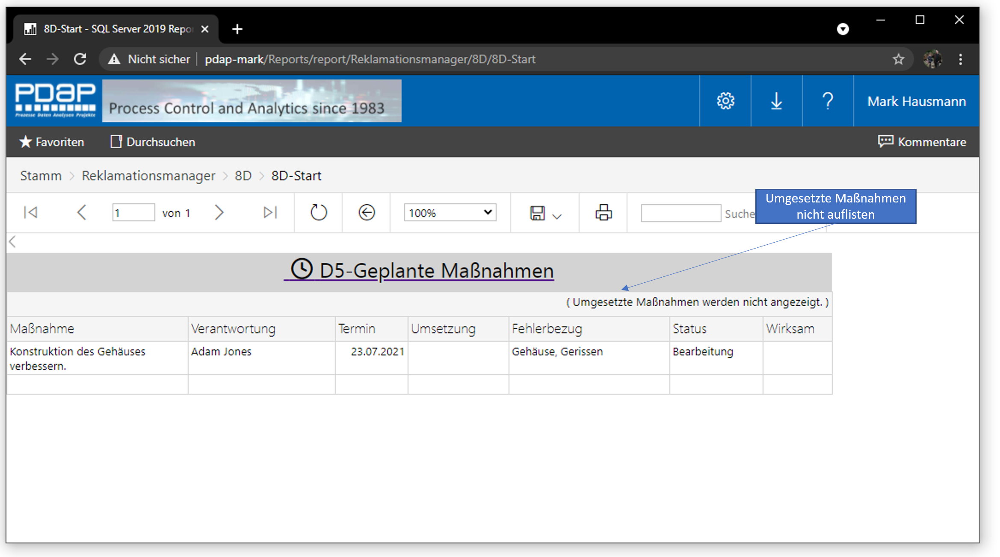 8D-Start - SQL Server 2019 Repo
Nicht sicher | pdap-mark/Reports/report/Reklamationsmanager/8D/8D-Start
PDAP
Prozesse Daten Analysen Projekte
Process Control and Analytics since 1983
? Mark Hausmann
Favoriten Durchsuchen Kommentare
Stamm > Reklamationsmanager > 8D > 8D-Start
1 von 1 100% Suche
Umgesetzte Maßnahmen
nicht auflisten
D5-Geplante Maßnahmen
( Umgesetzte Maßnahmen werden nicht angezeigt. )
Maßnahme Verantwortung Termin Umsetzung Fehlerbezug Status Wirksam
Konstruktion des Gehäuses Adam Jones 23.07.2021 Gehäuse, Gerissen Bearbeitung
verbessern.